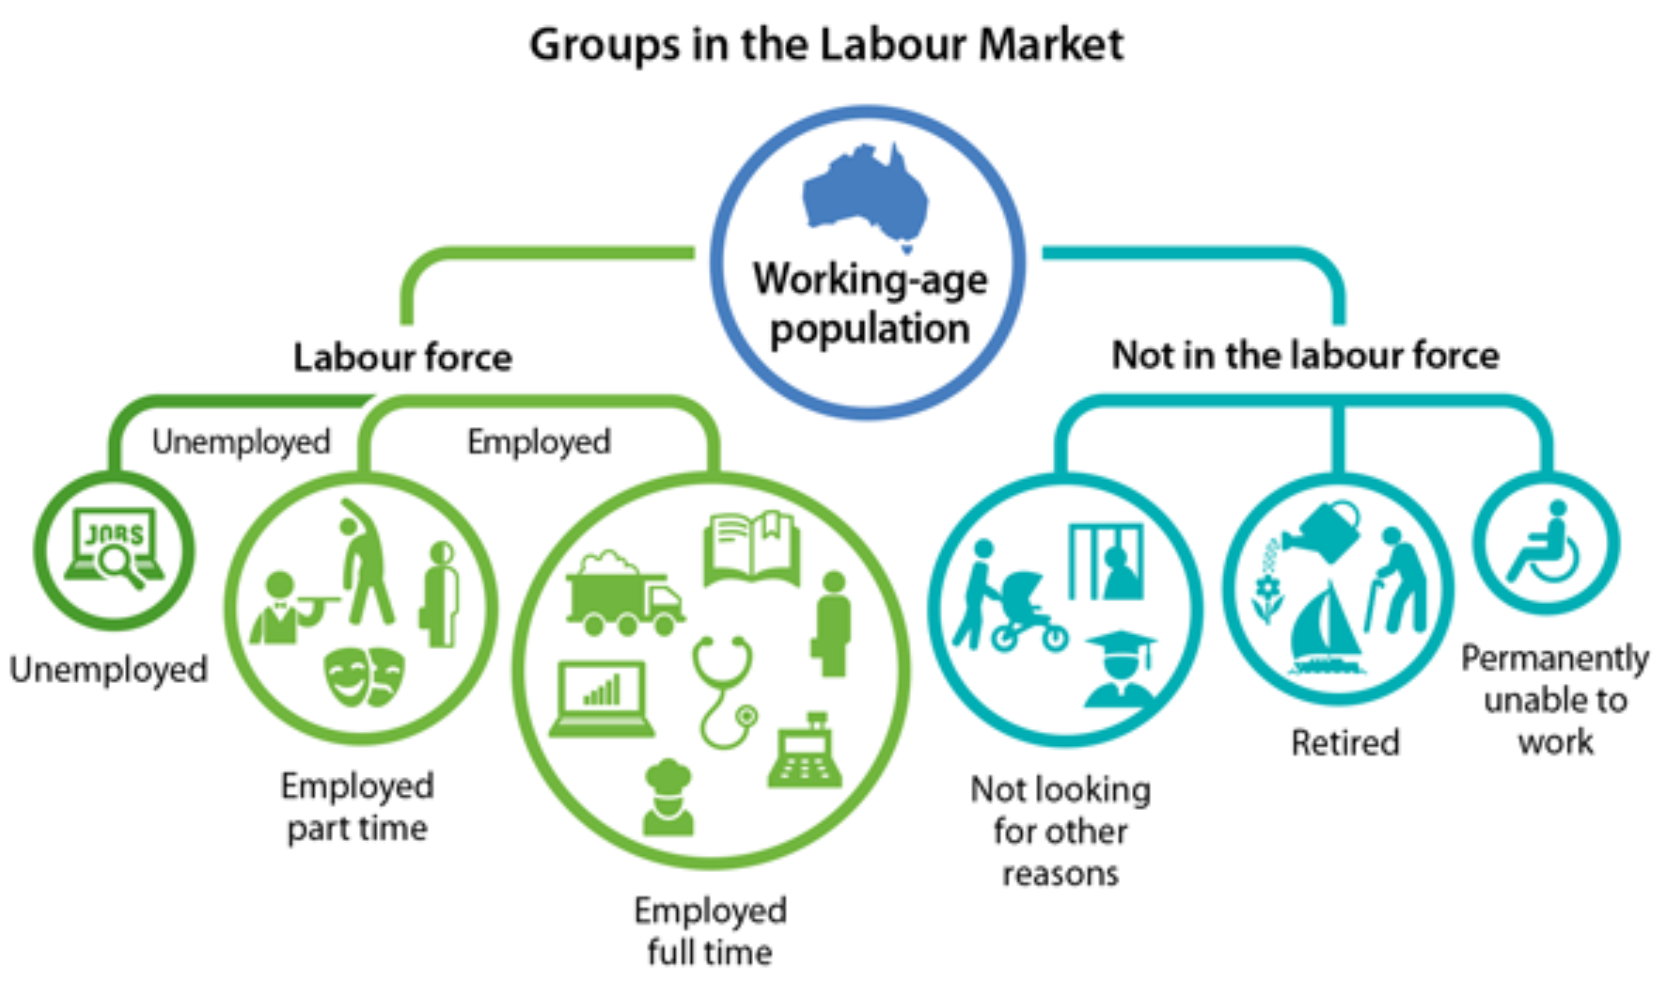 Groups in the Labour Market
Working-age
population
Labour force
Not in the labour force
Unemployed
Employed
JOBS
Unemployed
Employed
part time
Employed
full time
Not looking
for other
reasons
Retired
Permanently
unable to
work